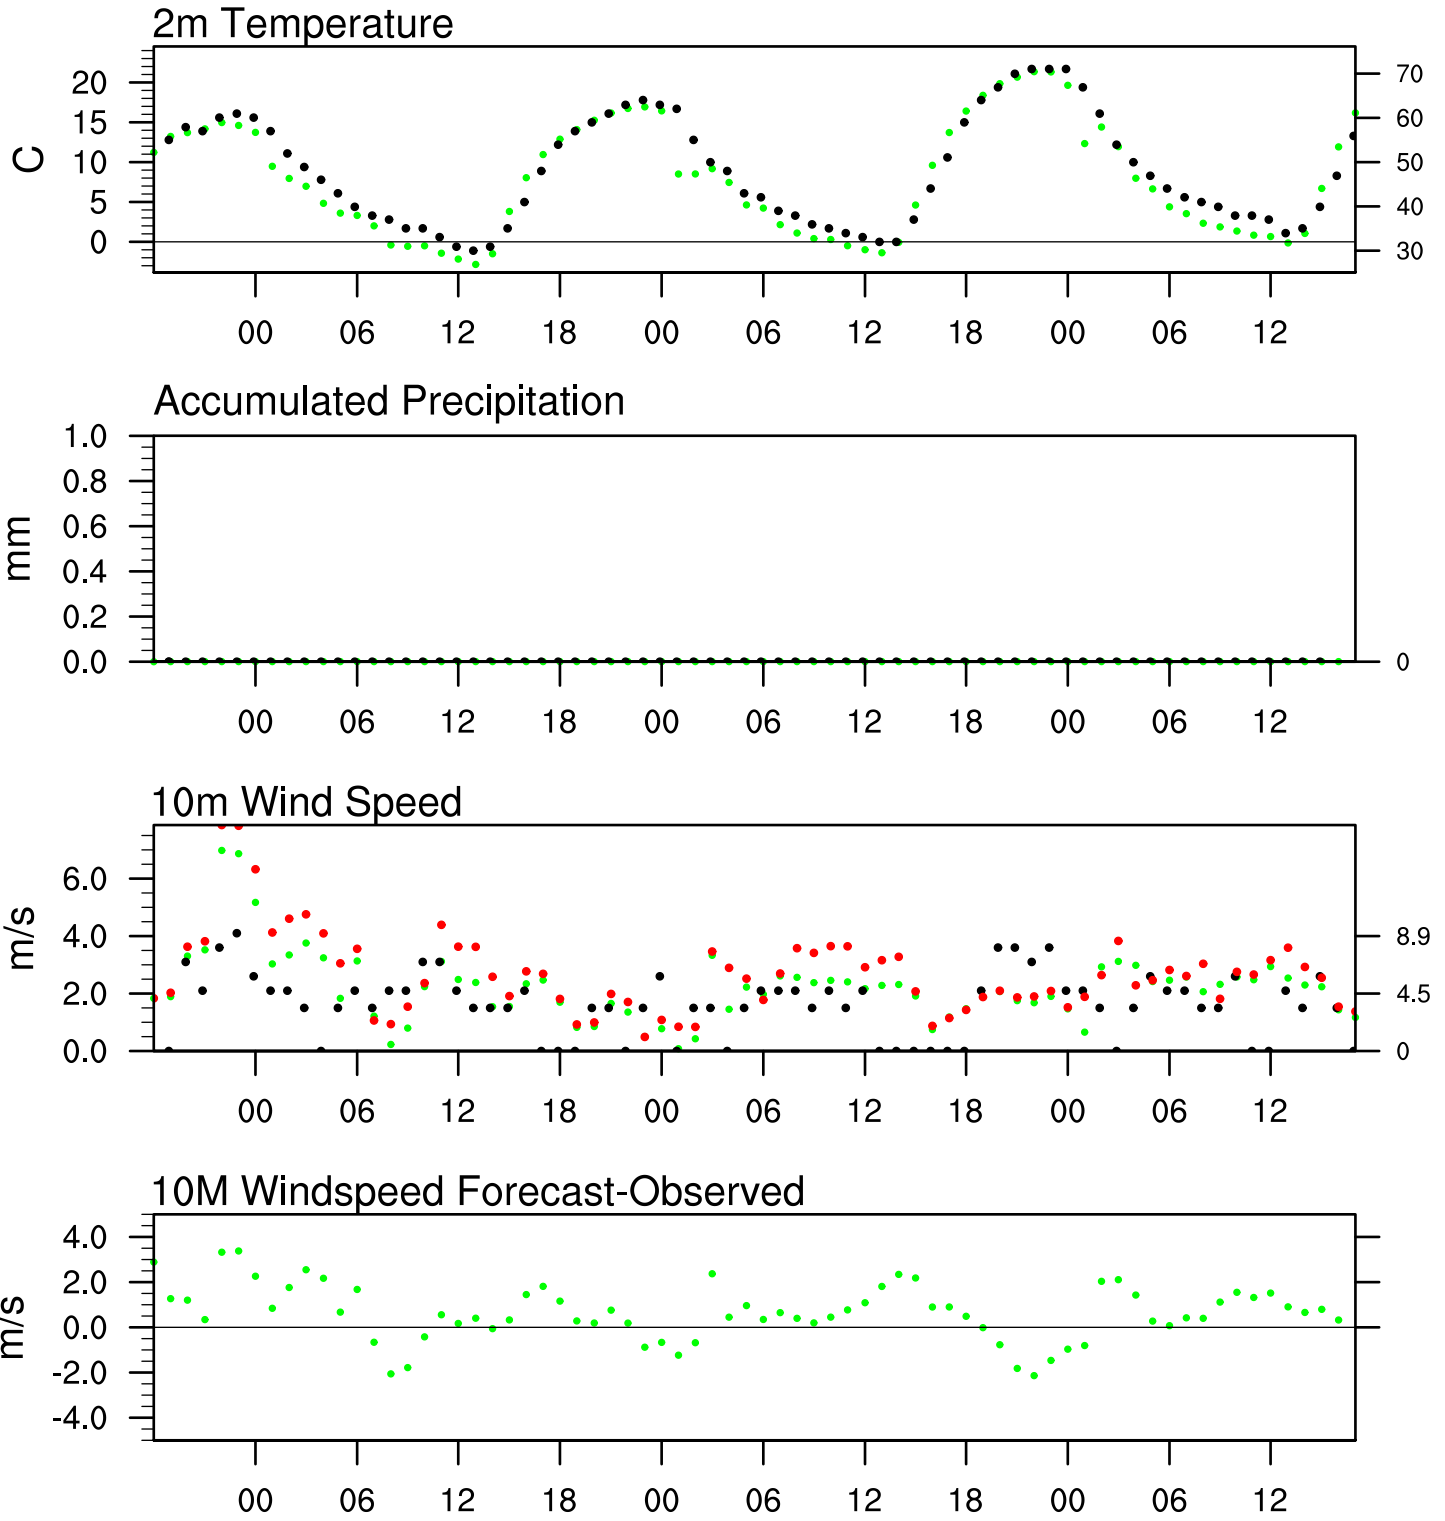 2m Temperature
C
20
15
10
5
0
70
60
50
40
30
00 06 12 18 00 06 12 18 00 06 12
Accumulated Precipitation
mm
1.0
0.8
0.6
0.4
0.2
0.0
0
00 06 12 18 00 06 12 18 00 06 12
10m Wind Speed
m/s
6.0
4.0
2.0
0.0
8.9
4.5
0
00 06 12 18 00 06 12 18 00 06 12
10M Windspeed Forecast-Observed
m/s
4.0
2.0
0.0
-2.0
-4.0
00 06 12 18 00 06 12 18 00 06 12